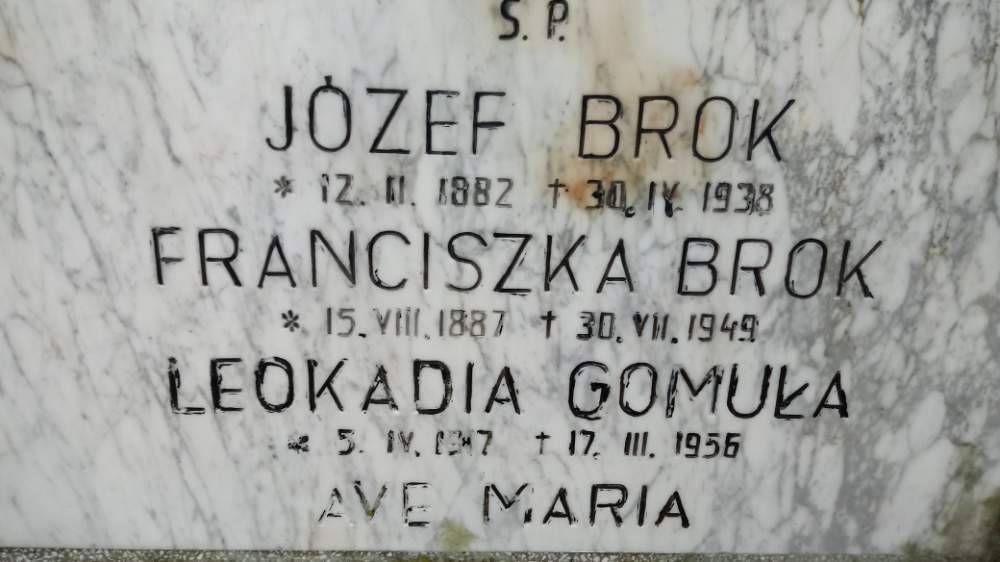 Ś. P.
JÓZEF BROK
* 12. II. 1882 † 30. IV. 1938
FRANCISZKA BROK
* 15. VIII. 1887 † 30. VII. 1949
LEOKADIA GOMUŁA
* 5. IV. 1917 † 17. III. 1956
AVE MARIA